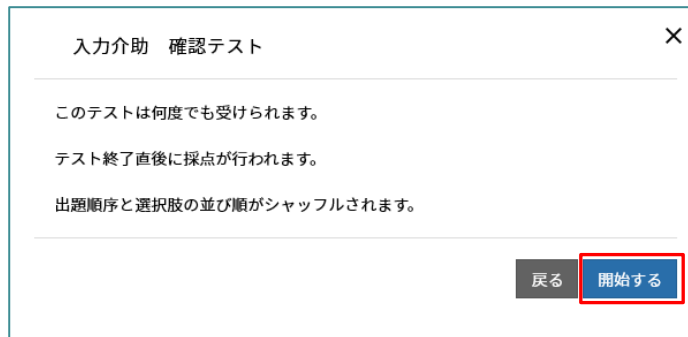 入力介助　確認テスト
このテストは何度でも受けられます。
テスト終了直後に採点が行われます。
出題順序と選択肢の並び順がシャッフルされます。
戻る
開始する